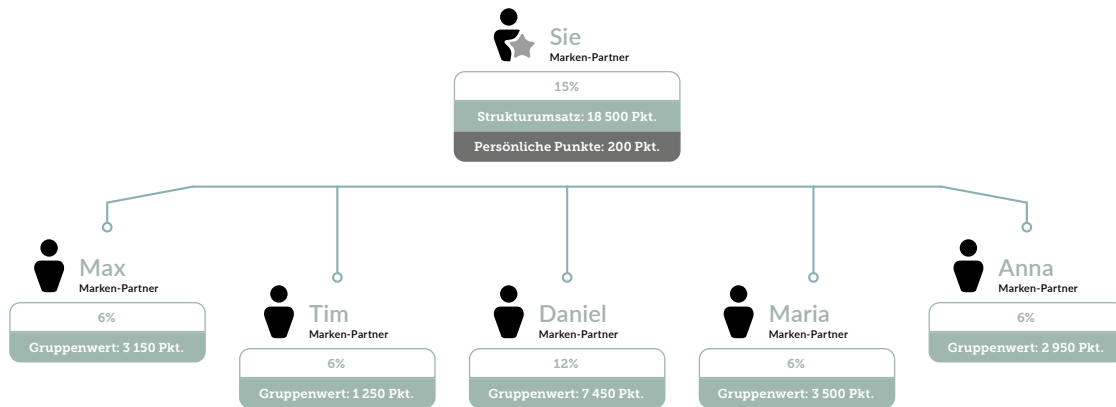 Sie
Marken-Partner
15%
Strukturumsatz: 18 500 Pkt.
Persönliche Punkte: 200 Pkt.
Max
Marken-Partner
6%
Gruppenwert: 3 150 Pkt.
Tim
Marken-Partner
6%
Gruppenwert: 1 250 Pkt.
Daniel
Marken-Partner
12%
Gruppenwert: 7 450 Pkt.
Maria
Marken-Partner
6%
Gruppenwert: 3 500 Pkt.
Anna
Marken-Partner
6%
Gruppenwert: 2 950 Pkt.